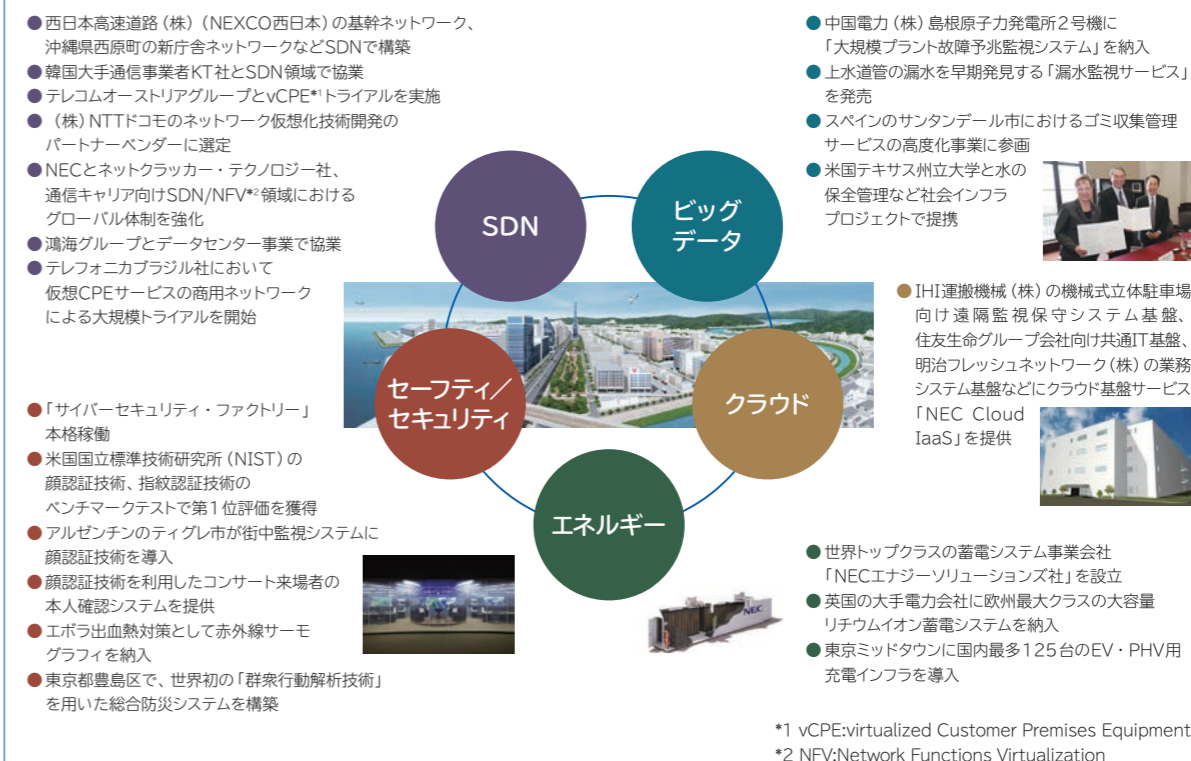 ●西日本高速道路(株)(NEXCO西日本)の基幹ネットワーク、
沖縄県西原町の新庁舎ネットワークなどSDNで構築
●韓国大手通信事業者KT社とSDN領域で協業
●テレコムオーストリアグループとvCPE*1トライアルを実施
●(株)NTTドコモのネットワーク仮想化技術開発の
パートナーベンダーに選定
●NECとネットクラッカー・テクノロジー社、
通信キャリア向けSDN/NFV*2領域における
グローバル体制を強化
●鴻海グループとデータセンター事業で協業
●テレフォニカブラジル社において
仮想CPEサービスの商用ネットワーク
による大規模トライアルを開始
SDN
ビッグ
データ
●中国電力(株)島根原子力発電所2号機に
「大規模プラント故障予兆監視システム」を納入
●上水道管の漏水を早期発見する「漏水監視サービス」
を発売
●スペインのサンタンデール市におけるゴミ収集管理
サービスの高度化事業に参画
●米国テキサス州立大学と水の
保全管理など社会インフラ
プロジェクトで提携
セーフティ/
セキュリティ
クラウド
●IHI運搬機械(株)の機械式立体駐車場
向け遠隔監視保守システム基盤、
住友生命グループ会社向け共通IT基盤、
明治フレッシュネットワーク(株)の業務
システム基盤などにクラウド基盤サービス
「NEC Cloud
IaaS」を提供
●「サイバーセキュリティ・ファクトリー」
本格稼働
●米国国立標準技術研究所(NIST)の
顔認証技術、指紋認証技術の
ベンチマークテストで第1位評価を獲得
●アルゼンチンのティグレ市が街中監視システムに
顔認証技術を導入
●顔認証技術を利用したコンサート来場者の
本人確認システムを提供
●エボラ出血熱対策として赤外線サーモ
グラフィを納入
●東京都豊島区で、世界初の「群衆行動解析技術」
を用いた総合防災システムを構築
エネルギー
NEC
●世界トップクラスの蓄電システム事業会社
「NECエナジーソリューションズ社」を設立
●英国の大手電力会社に欧州最大クラスの大容量
リチウムイオン蓄電システムを納入
●東京ミッドタウンに国内最多125台のEV・PHV用
充電インフラを導入
*1 vCPE:virtualized Customer Premises Equipment
*2 NFV:Network Functions Virtualization